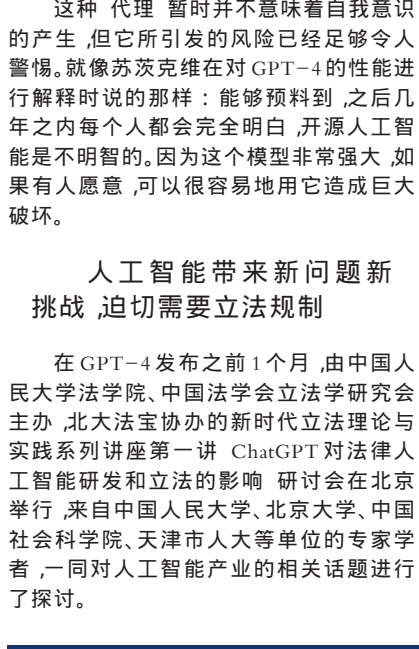 这种 代理 暂时并不意味着自我意识
的产生 ,但它所引发的风险已经足够令人
警惕。就像苏茨克维在对 GPT-4 的性能进
行解释时说的那样：能够预料到 ,之后几
年之内每个人都会完全明白 ,开源人工智
能是不明智的。因为这个模型非常强大 ,如
果有人愿意 ,可以很容易地用它造成巨大
破坏。
人工智能带来新问题新
挑战 ,迫切需要立法规制
在 GPT-4 发布之前 1 个月 ,由中国人
民大学法学院、中国法学会立法学研究会
主办 ,北大法宝协办的新时代立法理论与
实践系列讲座第一讲 ChatGPT 对法律人
工智能研发和立法的影响 研讨会在北京
举行 ,来自中国人民大学、北京大学、中国
社会科学院、天津市人大等单位的专家学
者 ,一同对人工智能产业的相关话题进行
了探讨。